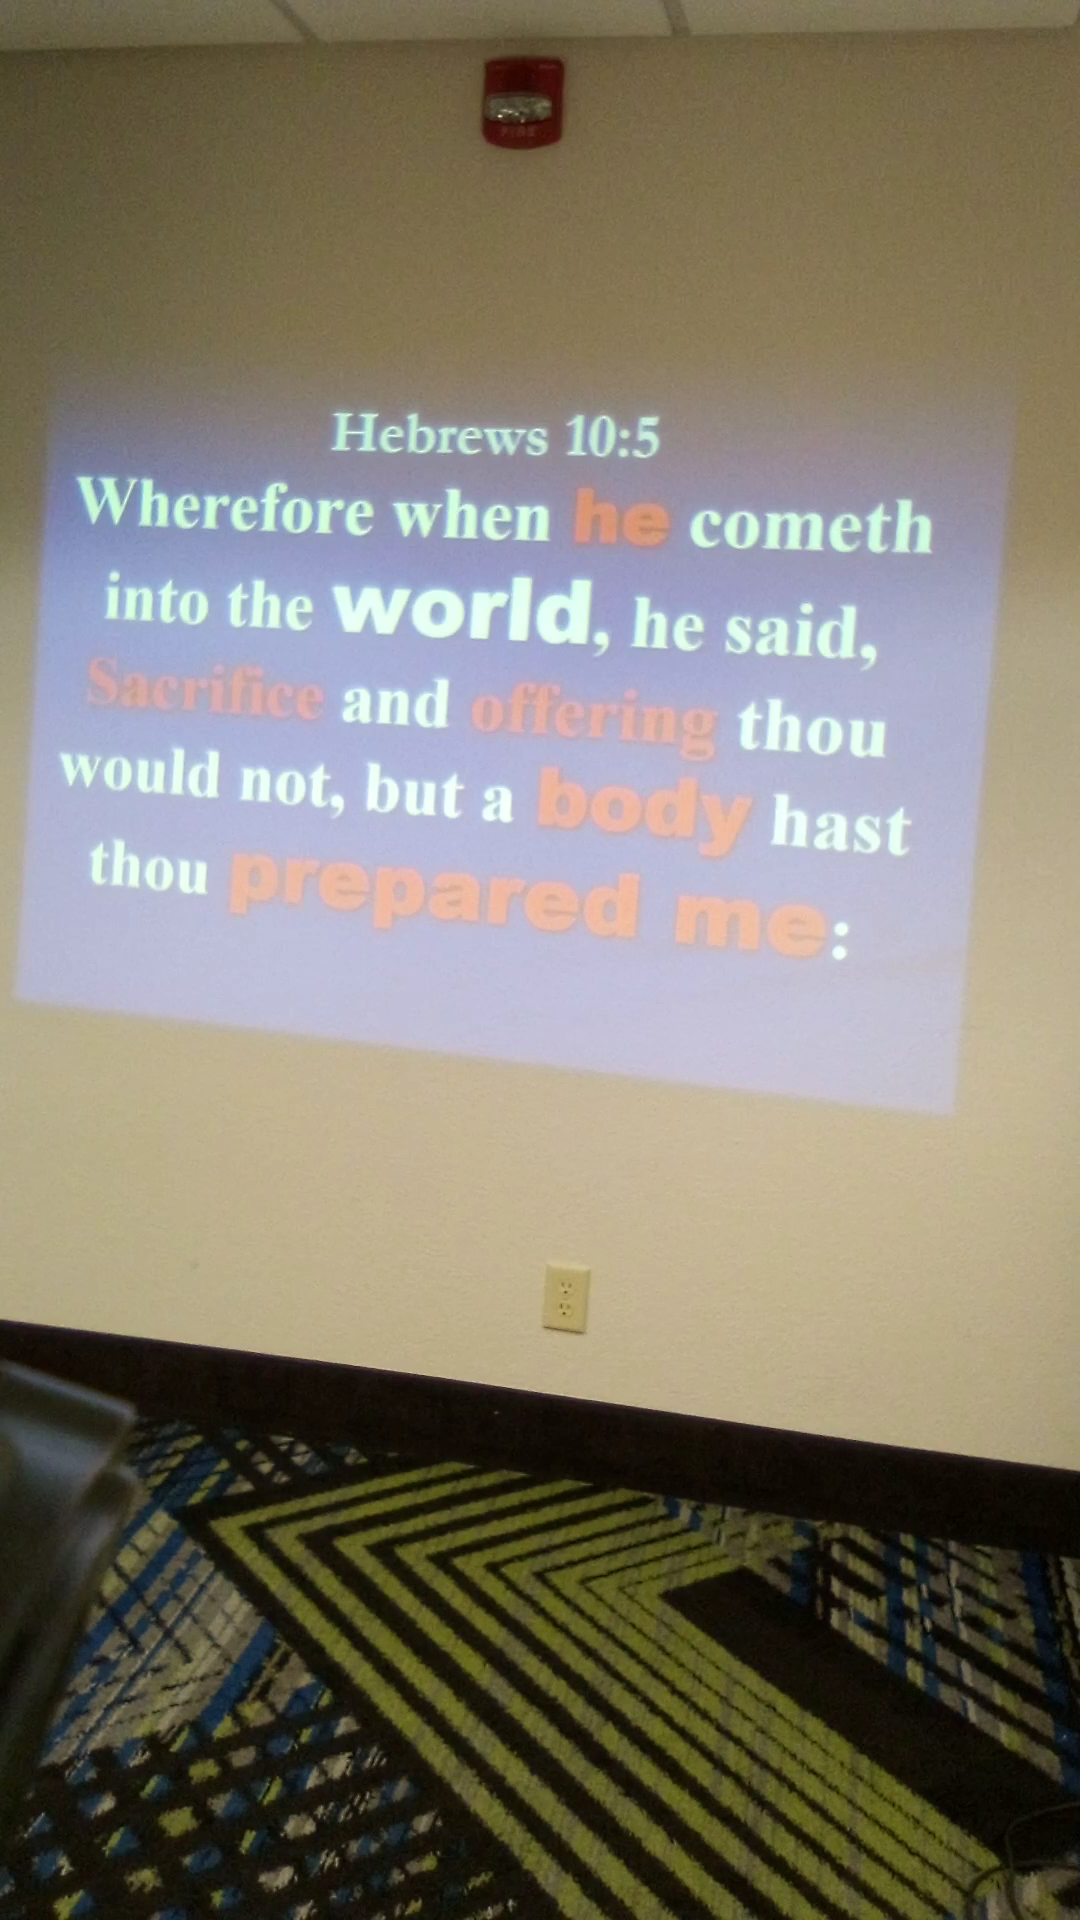 FIRE
Hebrews 10:5
Wherefore when he cometh
into the world, he said,
Sacrifice and offering thou
would not, but a body hast
thou prepared me: